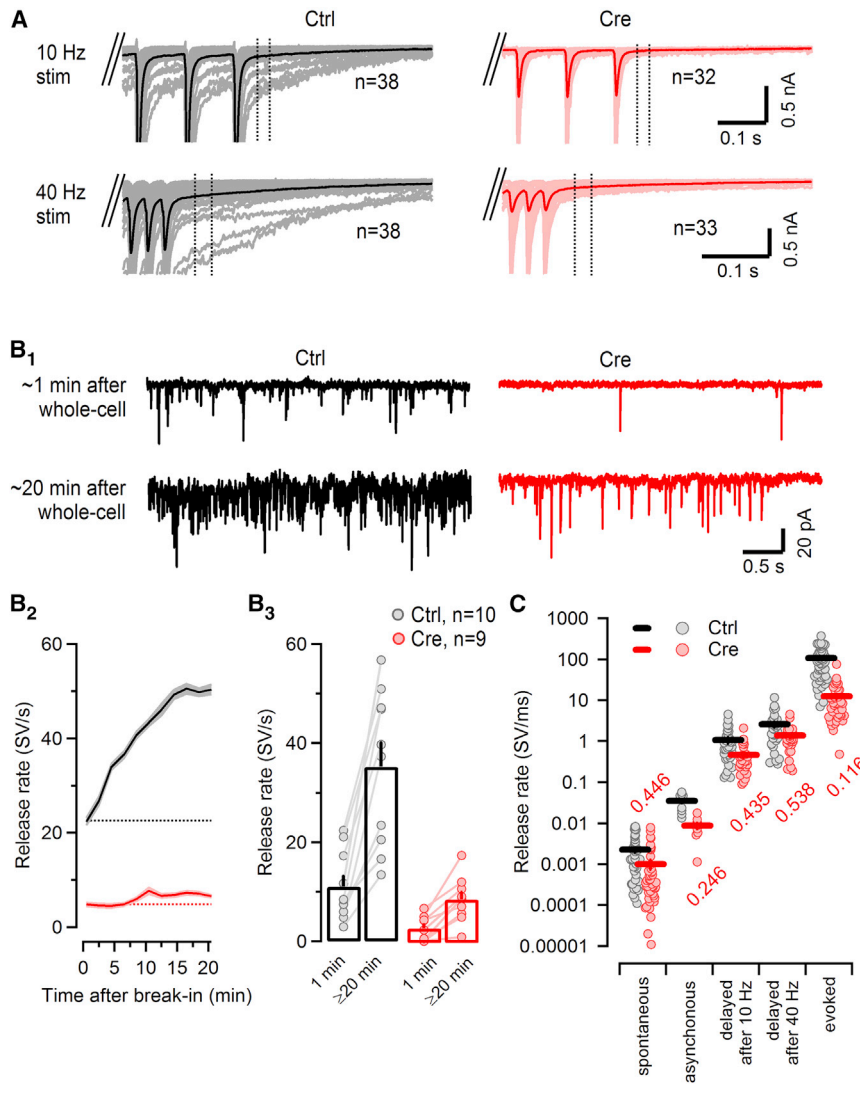 A
Ctrl
Cre
10 Hz
stim
n=38
n=32
0.5 nA
0.1 s
40 Hz
stim
n=38
n=33
0.5 nA
0.1 s
B1
Ctrl
Cre
~1 min after
whole-cell
~20 min after
whole-cell
20 pA
0.5 s
B2
Release rate (SV/s)
60
40
20
0
0
5
10
15
20
Time after break-in (min)
B3
Ctrl, n=10
Cre, n=9
Release rate (SV/s)
60
40
20
0
1 min
≥20 min
1 min
≥20 min
C
Ctrl
Cre
Release rate (SV/ms)
1000
100
10
1
0.1
0.01
0.001
0.0001
0.00001
0.446
0.246
0.435
0.538
0.116
spontaneous
asynchonous
delayed
after 10 Hz
delayed
after 40 Hz
evoked